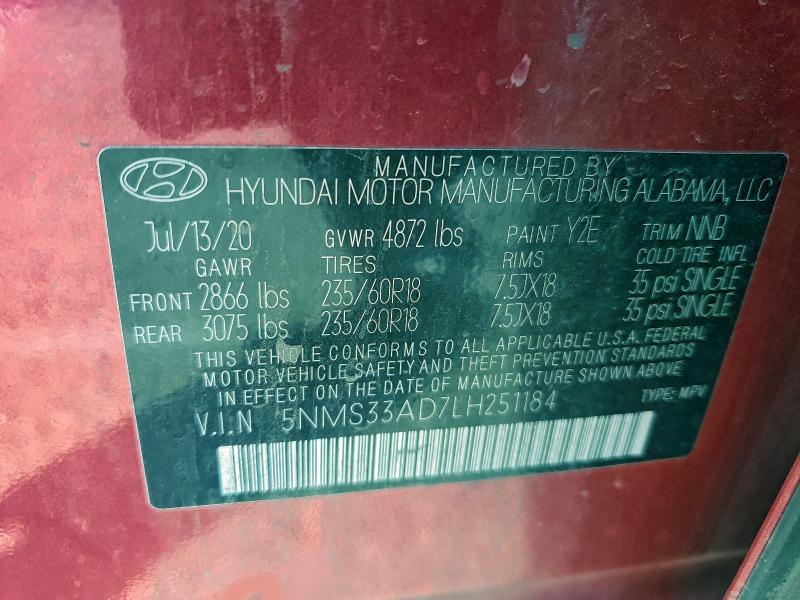 MANUFACTURED BY
HYUNDAI MOTOR MANUFACTURING ALABAMA, LLC
Jul/13/20 GVWR 4872 lbs PAINT Y2E TRIM NNB
GAWR TIRES RIMS COLD TIRE INFL
FRONT 2866 lbs 235/60R18 7.5JX18 35 psi SINGLE
REAR 3075 lbs 235/60R18 7.5JX18 35 psi SINGLE
THIS VEHICLE CONFORMS TO ALL APPLICABLE U.S.A. FEDERAL
MOTOR VEHICLE SAFETY AND THEFT PREVENTION STANDARDS
IN EFFECT ON THE DATE OF MANUFACTURE SHOWN ABOVE
V.I.N 5NMS33AD7LH251184 TYPE: MPV